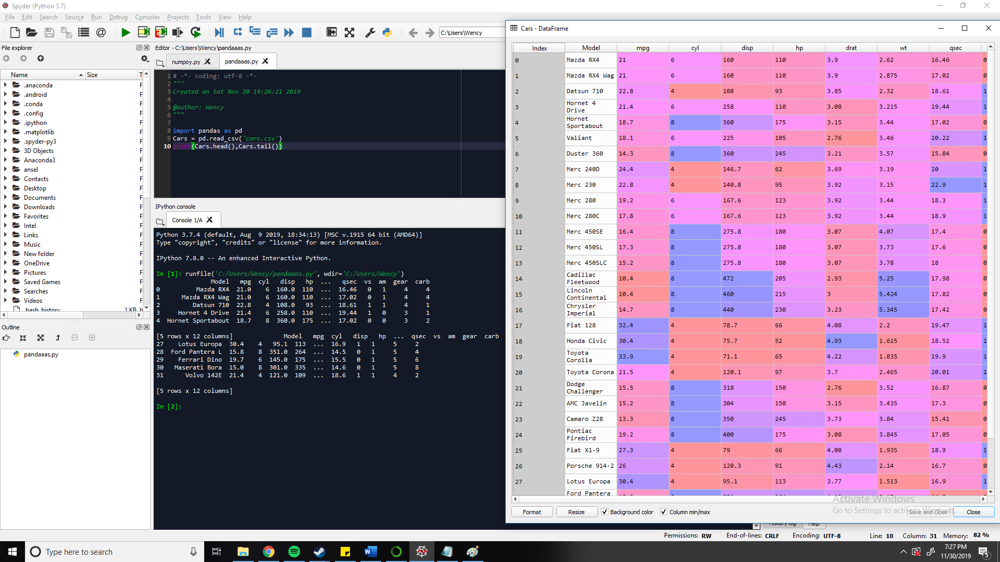 Spyder (Python 3.7)
File Edit Search Source Run Debug Consoles Projects Tools View Help
C:\Users\Wency
File explorer
Name Size T
.anaconda F
.android F
.conda F
.config F
.ipython F
.matplotlib F
.spyder-py3 F
3D Objects F
Anaconda3 F
ansel F
Contacts F
Desktop F
Documents F
Downloads F
Favorites F
Intel F
Links F
Music F
New folder F
OneDrive F
Pictures F
Saved Games F
Searches F
Videos F
.bash_history 1 KB h
Outline
pandaaas.py
Editor - C:\Users\Wency\pandaaas.py
numpoy.py pandaaas.py
1 # -*- coding: utf-8 -*-
2 """
3 Created on Sat Nov 30 19:26:21 2019
4
5 @author: Wency
6 """
7
8 import pandas as pd
9 Cars = pd.read_csv('cars.csv')
10 print(Cars.head(),Cars.tail())
IPython console
Console 1/A
Python 3.7.4 (default, Aug  9 2019, 18:34:13) [MSC v.1915 64 bit (AMD64)]
Type "copyright", "credits" or "license" for more information.
IPython 7.8.0 -- An enhanced Interactive Python.
In [1]: runfile('C:/Users/Wency/pandaaas.py', wdir='C:/Users/Wency')
Model mpg cyl disp hp ... qsec vs am gear carb
0 Mazda RX4 21.0 6 160.0 110 ... 16.46 0 1 4 4
1 Mazda RX4 Wag 21.0 6 160.0 110 ... 17.02 0 1 4 4
2 Datsun 710 22.8 4 108.0 93 ... 18.61 1 1 4 1
3 Hornet 4 Drive 21.4 6 258.0 110 ... 19.44 1 0 3 1
4 Hornet Sportabout 18.7 8 360.0 175 ... 17.02 0 0 3 2
[5 rows x 12 columns] Model mpg cyl disp hp ... qsec vs am gear carb
27 Lotus Europa 30.4 4 95.1 113 ... 16.9 1 1 5 2
28 Ford Pantera L 15.8 8 351.0 264 ... 14.5 0 1 5 4
29 Ferrari Dino 19.7 6 145.0 175 ... 15.5 0 1 5 6
30 Maserati Bora 15.0 8 301.0 335 ... 14.6 0 1 5 8
31 Volvo 142E 21.4 4 121.0 109 ... 18.6 1 1 4 2
[5 rows x 12 columns]
In [2]:
Cars - DataFrame
Index Model mpg cyl disp hp drat wt qsec
0 Mazda RX4 21 6 160 110 3.9 2.62 16.46 0
1 Mazda RX4 Wag 21 6 160 110 3.9 2.875 17.02 0
2 Datsun 710 22.8 4 108 93 3.85 2.32 18.61 1
3 Hornet 4 Drive 21.4 6 258 110 3.08 3.215 19.44 1
4 Hornet Sportabout 18.7 8 360 175 3.15 3.44 17.02 0
5 Valiant 18.1 6 225 105 2.76 3.46 20.22 1
6 Duster 360 14.3 8 360 245 3.21 3.57 15.84 0
7 Merc 240D 24.4 4 146.7 62 3.69 3.19 20 1
8 Merc 230 22.8 4 140.8 95 3.92 3.15 22.9 1
9 Merc 280 19.2 6 167.6 123 3.92 3.44 18.3 1
10 Merc 280C 17.8 6 167.6 123 3.92 3.44 18.9 1
11 Merc 450SE 16.4 8 275.8 180 3.07 4.07 17.4 0
12 Merc 450SL 17.3 8 275.8 180 3.07 3.73 17.6 0
13 Merc 450SLC 15.2 8 275.8 180 3.07 3.78 18 0
14 Cadillac Fleetwood 10.4 8 472 205 2.93 5.25 17.98 0
15 Lincoln Continental 10.4 8 460 215 3 5.424 17.82 0
16 Chrysler Imperial 14.7 8 440 230 3.23 5.345 17.42 0
17 Fiat 128 32.4 4 78.7 66 4.08 2.2 19.47 1
18 Honda Civic 30.4 4 75.7 52 4.93 1.615 18.52 1
19 Toyota Corolla 33.9 4 71.1 65 4.22 1.835 19.9 1
20 Toyota Corona 21.5 4 120.1 97 3.7 2.465 20.01 1
21 Dodge Challenger 15.5 8 318 150 2.76 3.52 16.87 0
22 AMC Javelin 15.2 8 304 150 3.15 3.435 17.3 0
23 Camaro Z28 13.3 8 350 245 3.73 3.84 15.41 0
24 Pontiac Firebird 19.2 8 400 175 3.08 3.845 17.05 0
25 Fiat X1-9 27.3 4 79 66 4.08 1.935 18.9 1
26 Porsche 914-2 26 4 120.3 91 4.43 2.14 16.7 0
27 Lotus Europa 30.4 4 95.1 113 3.77 1.513 16.9 1
Ford Pantera
Activate Windows
Go to Settings to activate Windows.
Format Resize Background color Column min/max Save and Close Close
History log Help
Permissions: RW End-of-lines: CRLF Encoding: UTF-8 Line: 10 Column: 31 Memory: 82 %
Type here to search
7:27 PM
11/30/2019
5